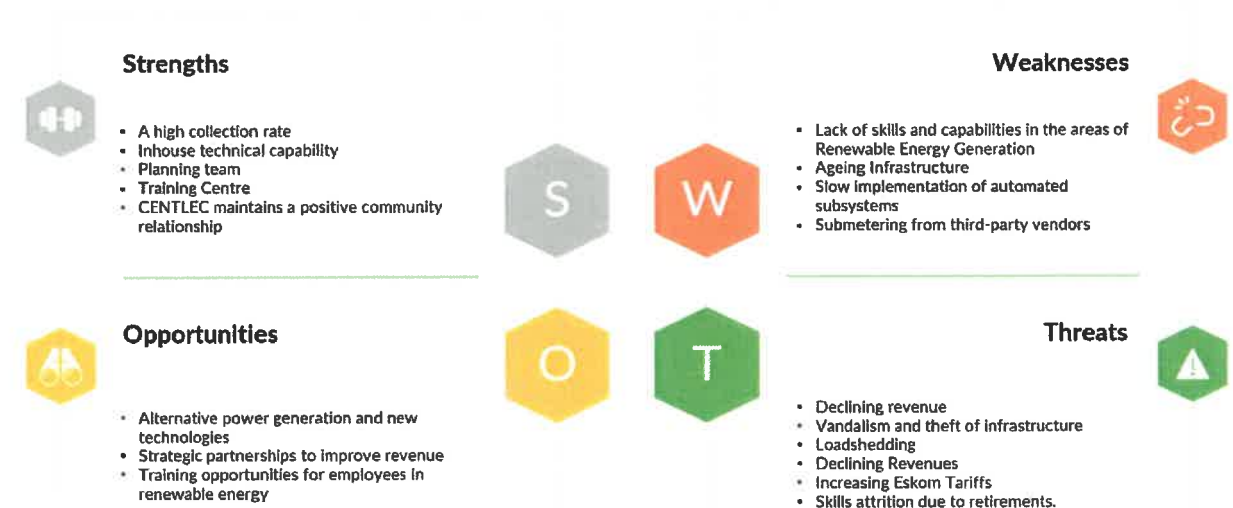 Strengths
• A high collection rate
• Inhouse technical capability
• Planning team
• Training Centre
• CENTLEC maintains a positive community
relationship
S
W
Weaknesses
• Lack of skills and capabilities in the areas of
Renewable Energy Generation
• Ageing Infrastructure
• Slow implementation of automated
subsystems
• Submetering from third-party vendors
Opportunities
• Alternative power generation and new
technologies
• Strategic partnerships to improve revenue
• Training opportunities for employees in
renewable energy
O
T
Threats
• Declining revenue
• Vandalism and theft of infrastructure
• Loadshedding
• Declining Revenues
• Increasing Eskom Tariffs
• Skills attrition due to retirements.